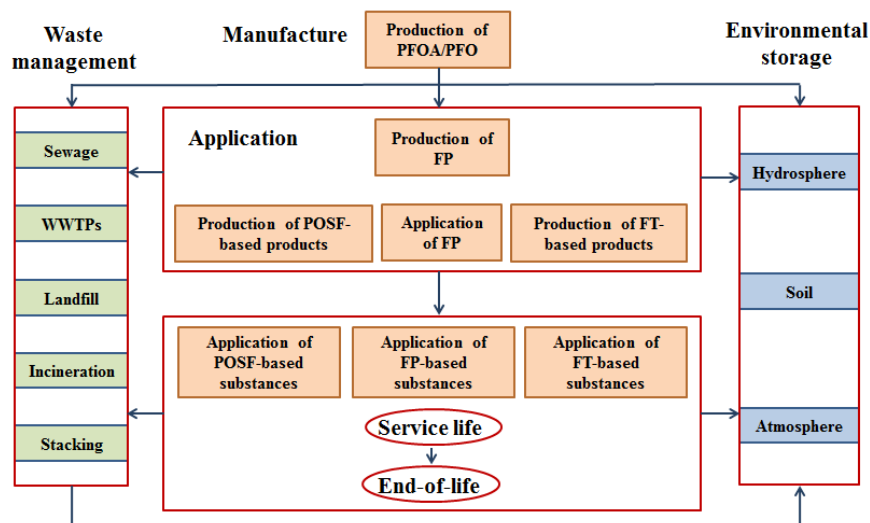 Waste
management
Manufacture
Production of
PFOA/PFO
Environmental
storage
Sewage
WWTPs
Landfill
Incineration
Stacking
Application
Production of
FP
Production of POSF-
based products
Application
of FP
Production of FT-
based products
Application of
POSF-based
substances
Application of
FP-based
substances
Application of
FT-based
substances
Service life
End-of-life
Hydrosphere
Soil
Atmosphere